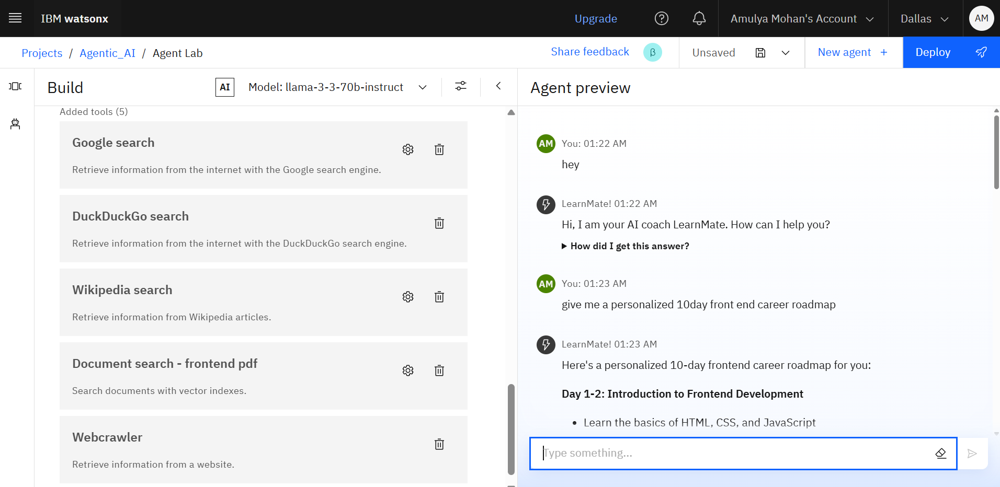 IBM watsonx
Upgrade
Amulya Mohan's Account
Dallas
AM
Projects / Agentic_AI / Agent Lab
Share feedback
β
Unsaved
New agent +
Deploy
Build
AI
Model: llama-3-3-70b-instruct
Added tools (5)
Google search
Retrieve information from the internet with the Google search engine.
DuckDuckGo search
Retrieve information from the internet with the DuckDuckGo search engine.
Wikipedia search
Retrieve information from Wikipedia articles.
Document search - frontend pdf
Search documents with vector indexes.
Webcrawler
Retrieve information from a website.
Agent preview
AM
You: 01:22 AM
hey
LearnMate! 01:22 AM
Hi, I am your AI coach LearnMate. How can I help you?
How did I get this answer?
AM
You: 01:23 AM
give me a personalized 10day front end career roadmap
LearnMate! 01:23 AM
Here's a personalized 10-day frontend career roadmap for you:
Day 1-2: Introduction to Frontend Development
• Learn the basics of HTML, CSS, and JavaScript
Type something...